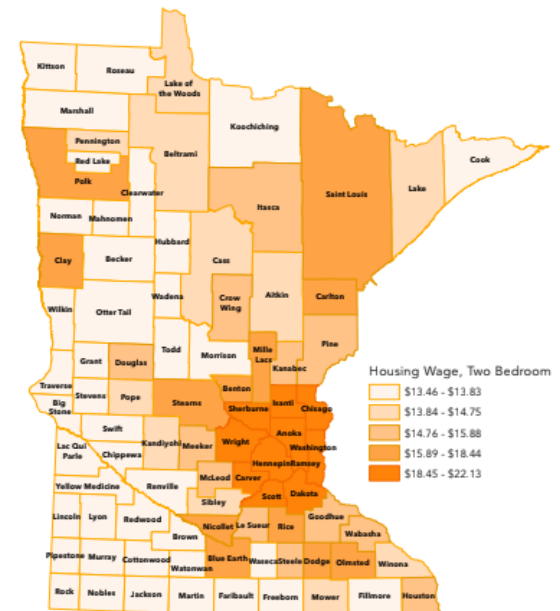 Kittson
Roseau
Lake of
the Woods
Marshall
Koochiching
Pennington
Red Lake
Beltrami
Polk
Clearwater
Cook
Lake
Saint Louis
Itasca
Norman
Mahnomen
Hubbard
Clay
Becker
Cass
Wadena
Crow
Wing
Aitkin
Carlton
Wilkin
Otter Tail
Todd
Morrison
Mille
Lacs
Kanabec
Pine
Grant
Douglas
Traverse
Big
Stone
Stevens
Pope
Stearns
Benton
Sherburne
Isanti
Chisago
Swift
Kandiyohi
Meeker
Wright
Anoka
Washington
Hennepin
Ramsey
Lac Qui
Parle
Chippewa
McLeod
Carver
Scott
Dakota
Yellow Medicine
Renville
Sibley
Lincoln
Lyon
Redwood
Nicollet
Le Sueur
Rice
Goodhue
Wabasha
Brown
Pipestone
Murray
Cottonwood
Watonwan
Blue Earth
Waseca
Steele
Dodge
Olmsted
Winona
Rock
Nobles
Jackson
Martin
Faribault
Freeborn
Mower
Fillmore
Houston
Housing Wage, Two Bedroom
$13.46 - $13.83
$13.84 - $14.75
$14.76 - $15.88
$15.89 - $18.44
$18.45 - $22.13